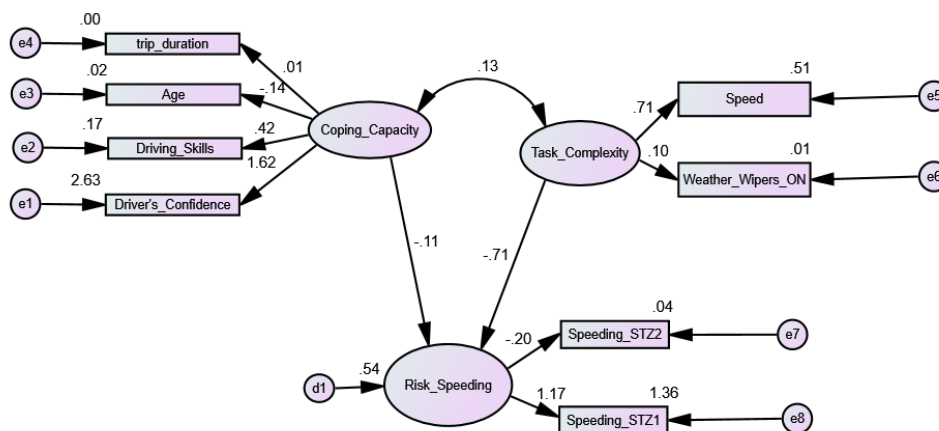 .00
e4
trip_duration
.01
.02
e3
Age
-.14
.17
e2
Driving_Skills
.42
2.63
e1
Driver's_Confidence
1.62
Coping_Capacity
.13
Task_Complexity
.71
.51
Speed
e5
.10
.01
Weather_Wipers_ON
e6
-.11
-.71
.54
d1
Risk_Speeding
-.20
.04
Speeding_STZ2
e7
1.17
1.36
Speeding_STZ1
e8